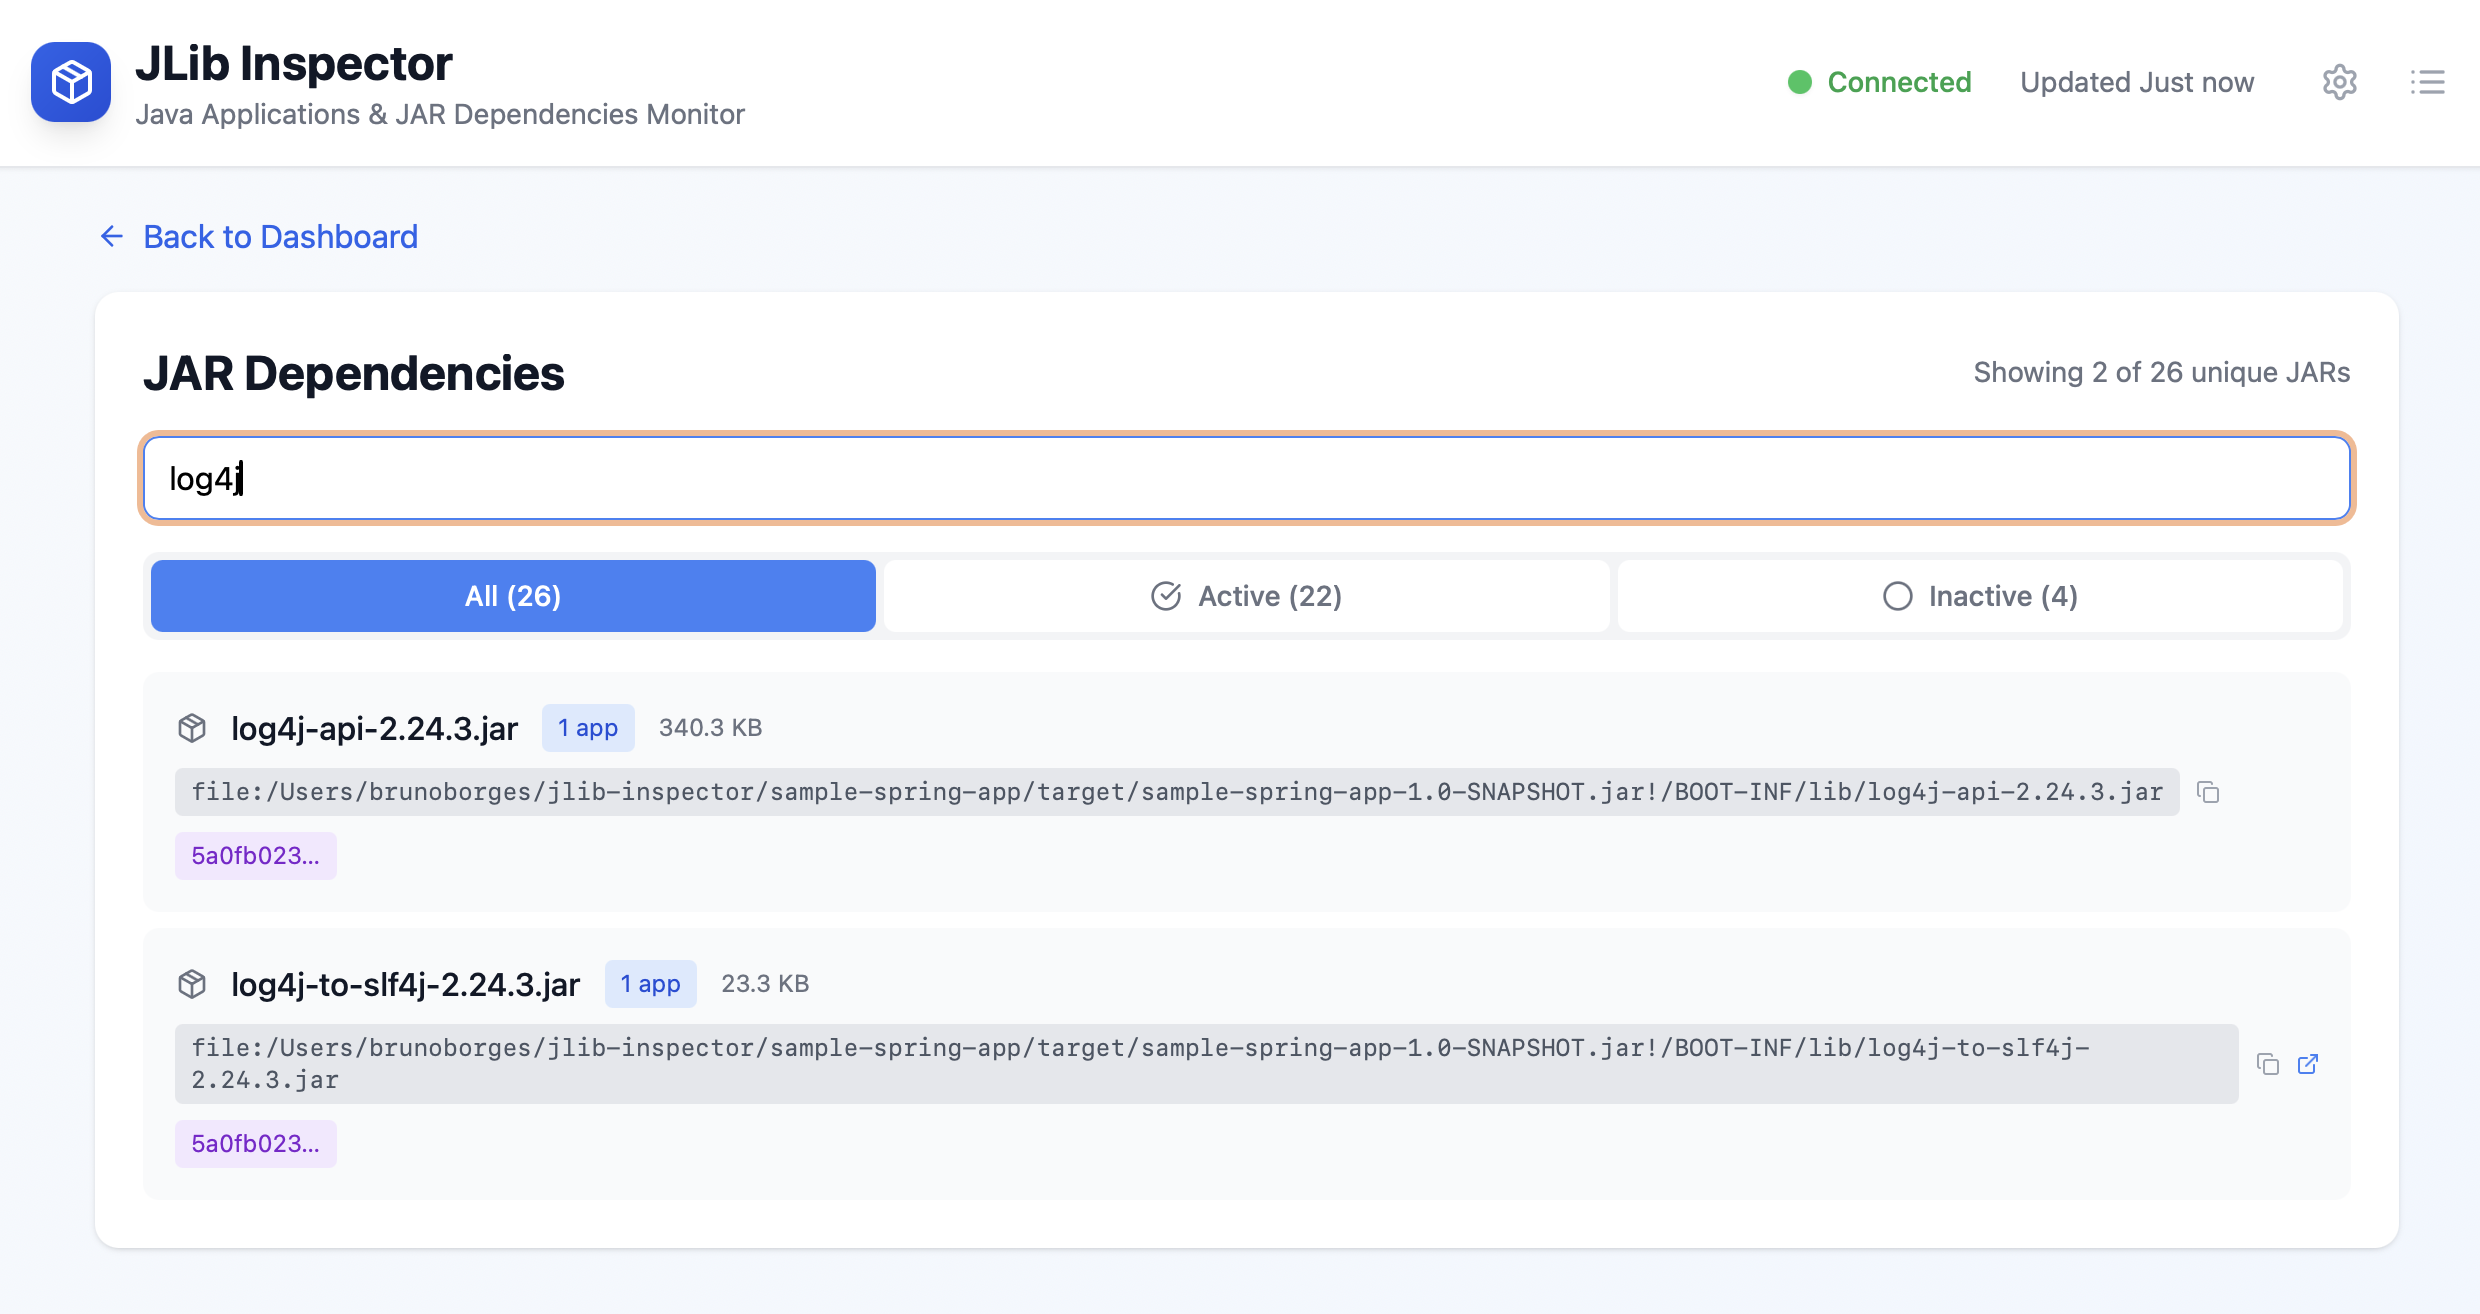 JLib Inspector
Java Applications & JAR Dependencies Monitor
Connected
Updated Just now
Back to Dashboard
JAR Dependencies
Showing 2 of 26 unique JARs
log4j
All (26)
Active (22)
Inactive (4)
log4j-api-2.24.3.jar
1 app
340.3 KB
file:/Users/brunoborges/jlib-inspector/sample-spring-app/target/sample-spring-app-1.0-SNAPSHOT.jar!/BOOT-INF/lib/log4j-api-2.24.3.jar
5a0fb023...
log4j-to-slf4j-2.24.3.jar
1 app
23.3 KB
file:/Users/brunoborges/jlib-inspector/sample-spring-app/target/sample-spring-app-1.0-SNAPSHOT.jar!/BOOT-INF/lib/log4j-to-slf4j-
2.24.3.jar
5a0fb023...